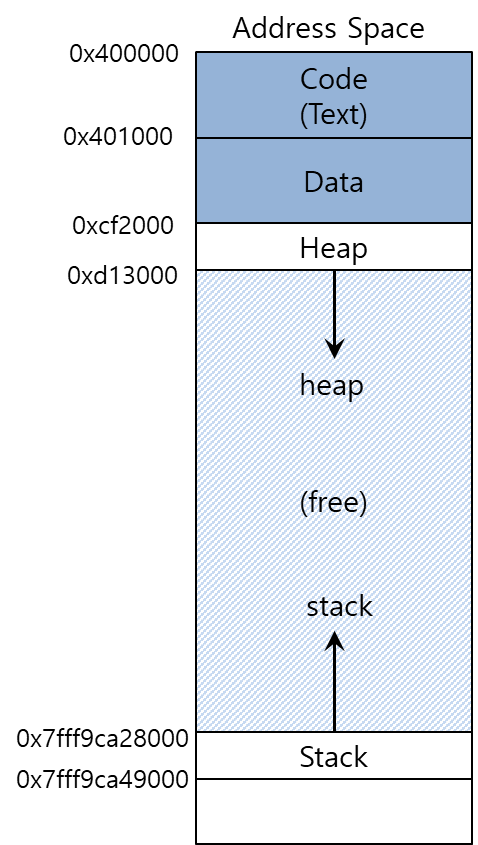 Address Space
0x400000
Code
(Text)
0x401000
Data
0xcf2000
Heap
0xd13000
heap
(free)
stack
0x7fff9ca28000
Stack
0x7fff9ca49000